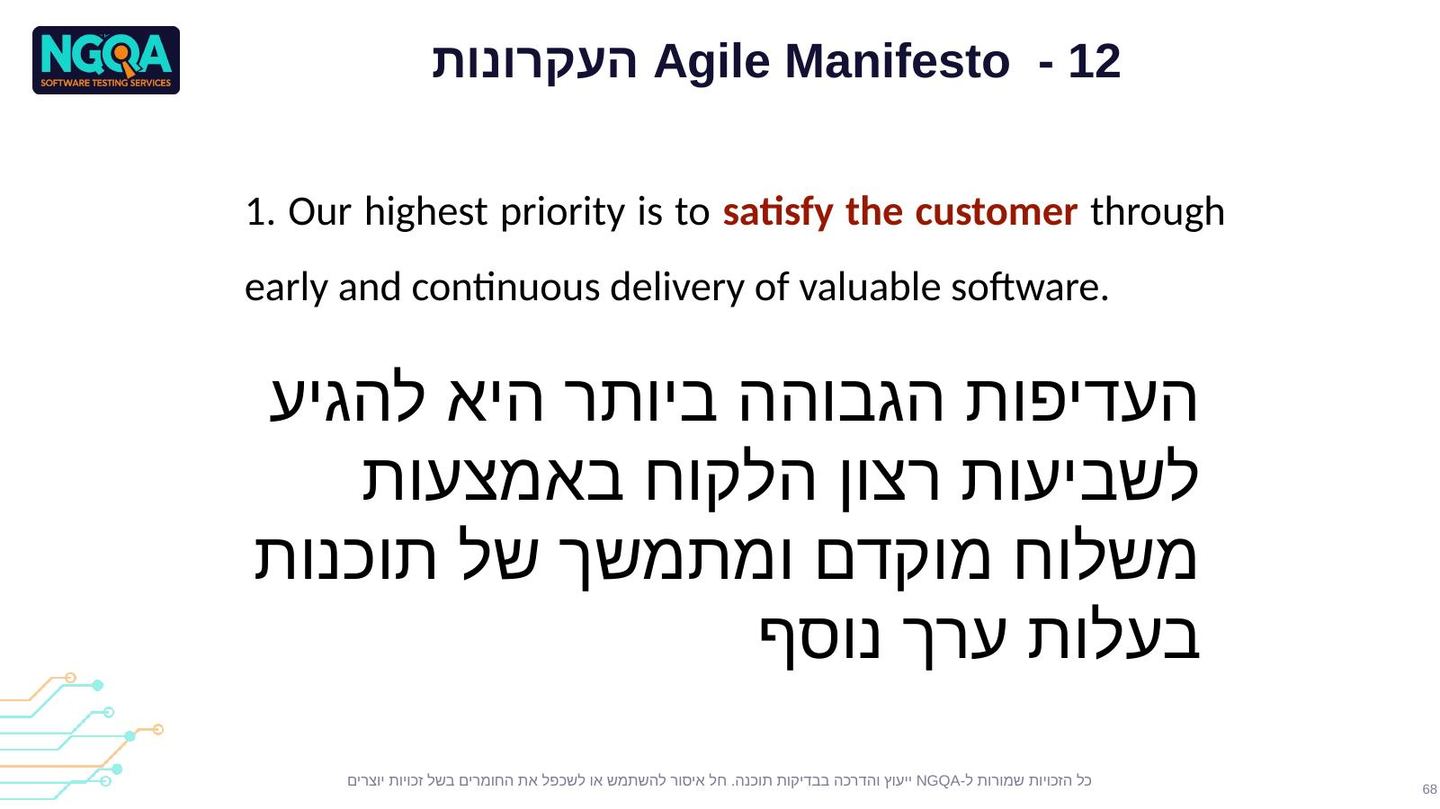 NGQA
SOFTWARE TESTING SERVICES
12 - Agile Manifesto העקרונות
1. Our highest priority is to satisfy the customer through
early and continuous delivery of valuable software.
העדיפות הגבוהה ביותר היא להגיע
לשביעות רצון הלקוח באמצעות
משלוח מוקדם ומתמשך של תוכנות
בעלות ערך נוסף
כל הזכויות שמורות ל-NGQA ייעוץ והדרכה בבדיקות תוכנה. חל איסור להשתמש או לשכפל את החומרים בשל זכויות יוצרים
68